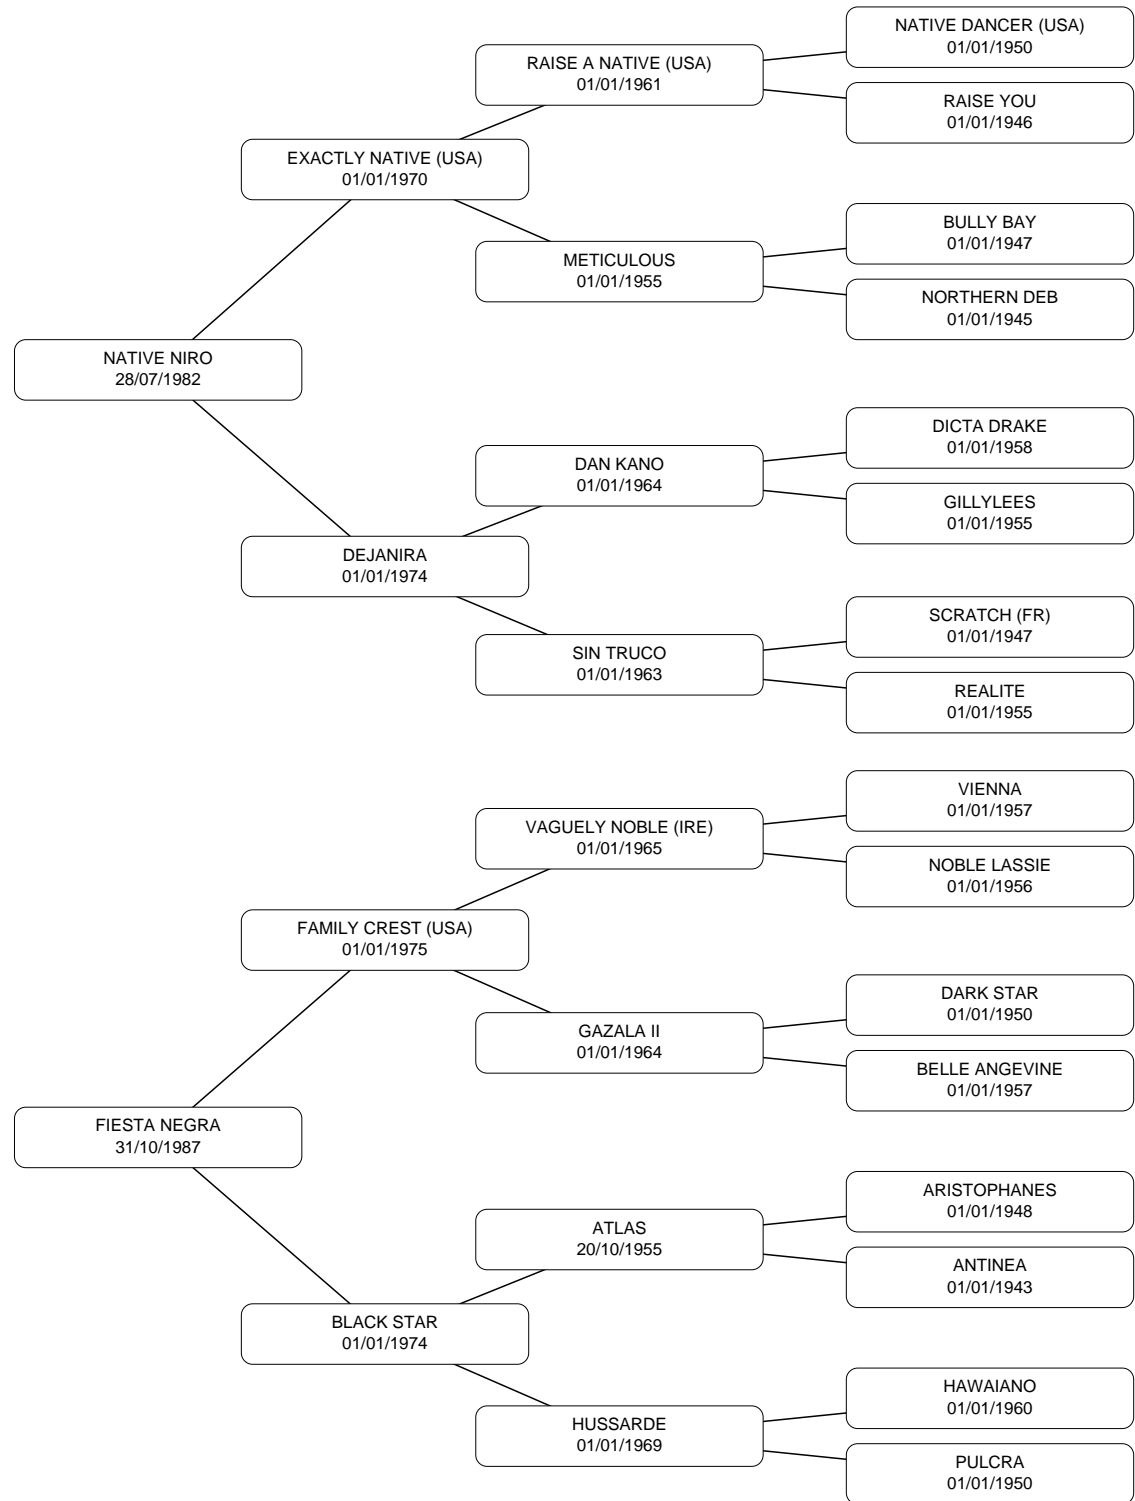 NATIVE DANCER (USA)
01/01/1950
RAISE A NATIVE (USA)
01/01/1961
RAISE YOU
01/01/1946
EXACTLY NATIVE (USA)
01/01/1970
BULLY BAY
01/01/1947
METICULOUS
01/01/1955
NORTHERN DEB
01/01/1945
NATIVE NIRO
28/07/1982
DICTA DRAKE
01/01/1958
DAN KANO
01/01/1964
GILLYLEES
01/01/1955
DEJANIRA
01/01/1974
SCRATCH (FR)
01/01/1947
SIN TRUCO
01/01/1963
REALITE
01/01/1955
VIENNA
01/01/1957
VAGUELY NOBLE (IRE)
01/01/1965
NOBLE LASSIE
01/01/1956
FAMILY CREST (USA)
01/01/1975
DARK STAR
01/01/1950
GAZALA II
01/01/1964
BELLE ANGEVINE
01/01/1957
FIESTA NEGRA
31/10/1987
ARISTOPHANES
01/01/1948
ATLAS
20/10/1955
ANTINEA
01/01/1943
BLACK STAR
01/01/1974
HAWAIANO
01/01/1960
HUSSARDE
01/01/1969
PULCRA
01/01/1950